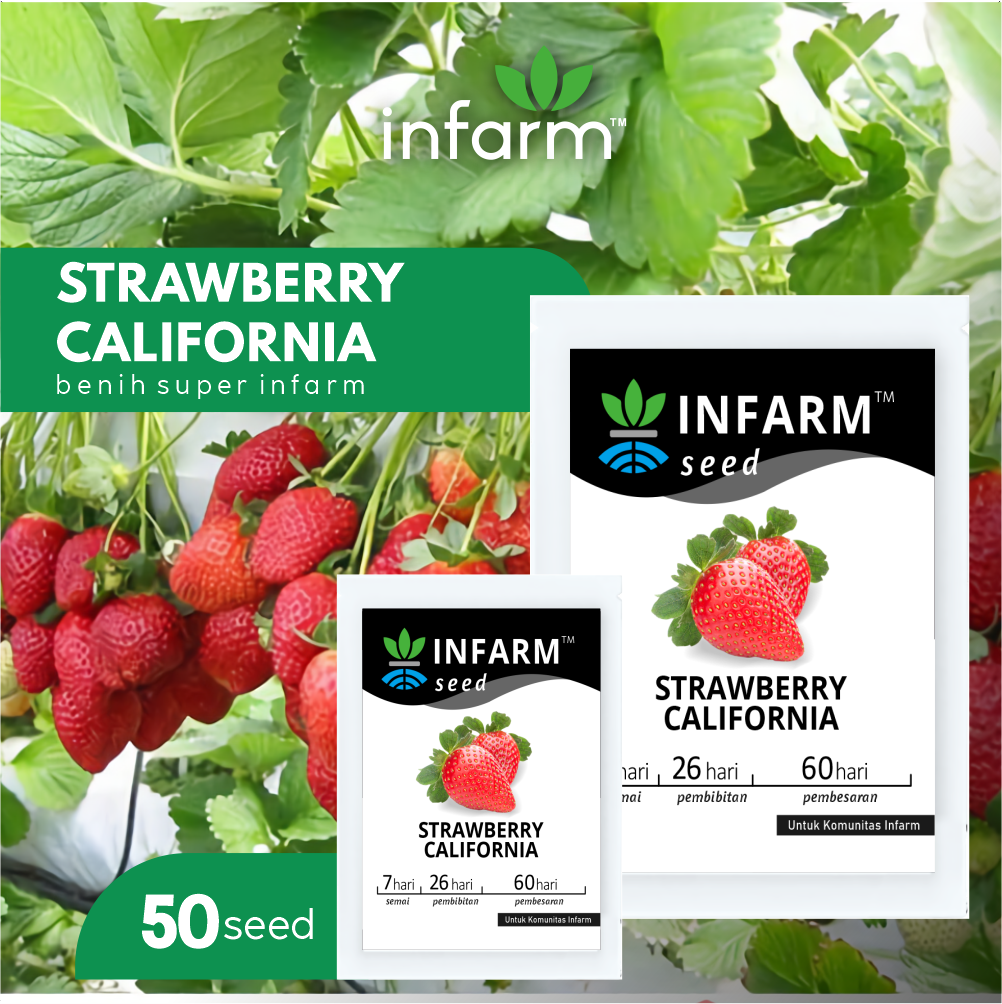 infarm™
STRAWBERRY
CALIFORNIA
benih super infarm
INFARM™
seed
STRAWBERRY
CALIFORNIA
hari 26 hari 60 hari
mai pembibitan pembesaran
Untuk Komunitas Infarm
INFARM™
seed
STRAWBERRY
CALIFORNIA
7 hari 26 hari 60 hari
semai pembibitan pembesaran
Untuk Komunitas Infarm
50 seed